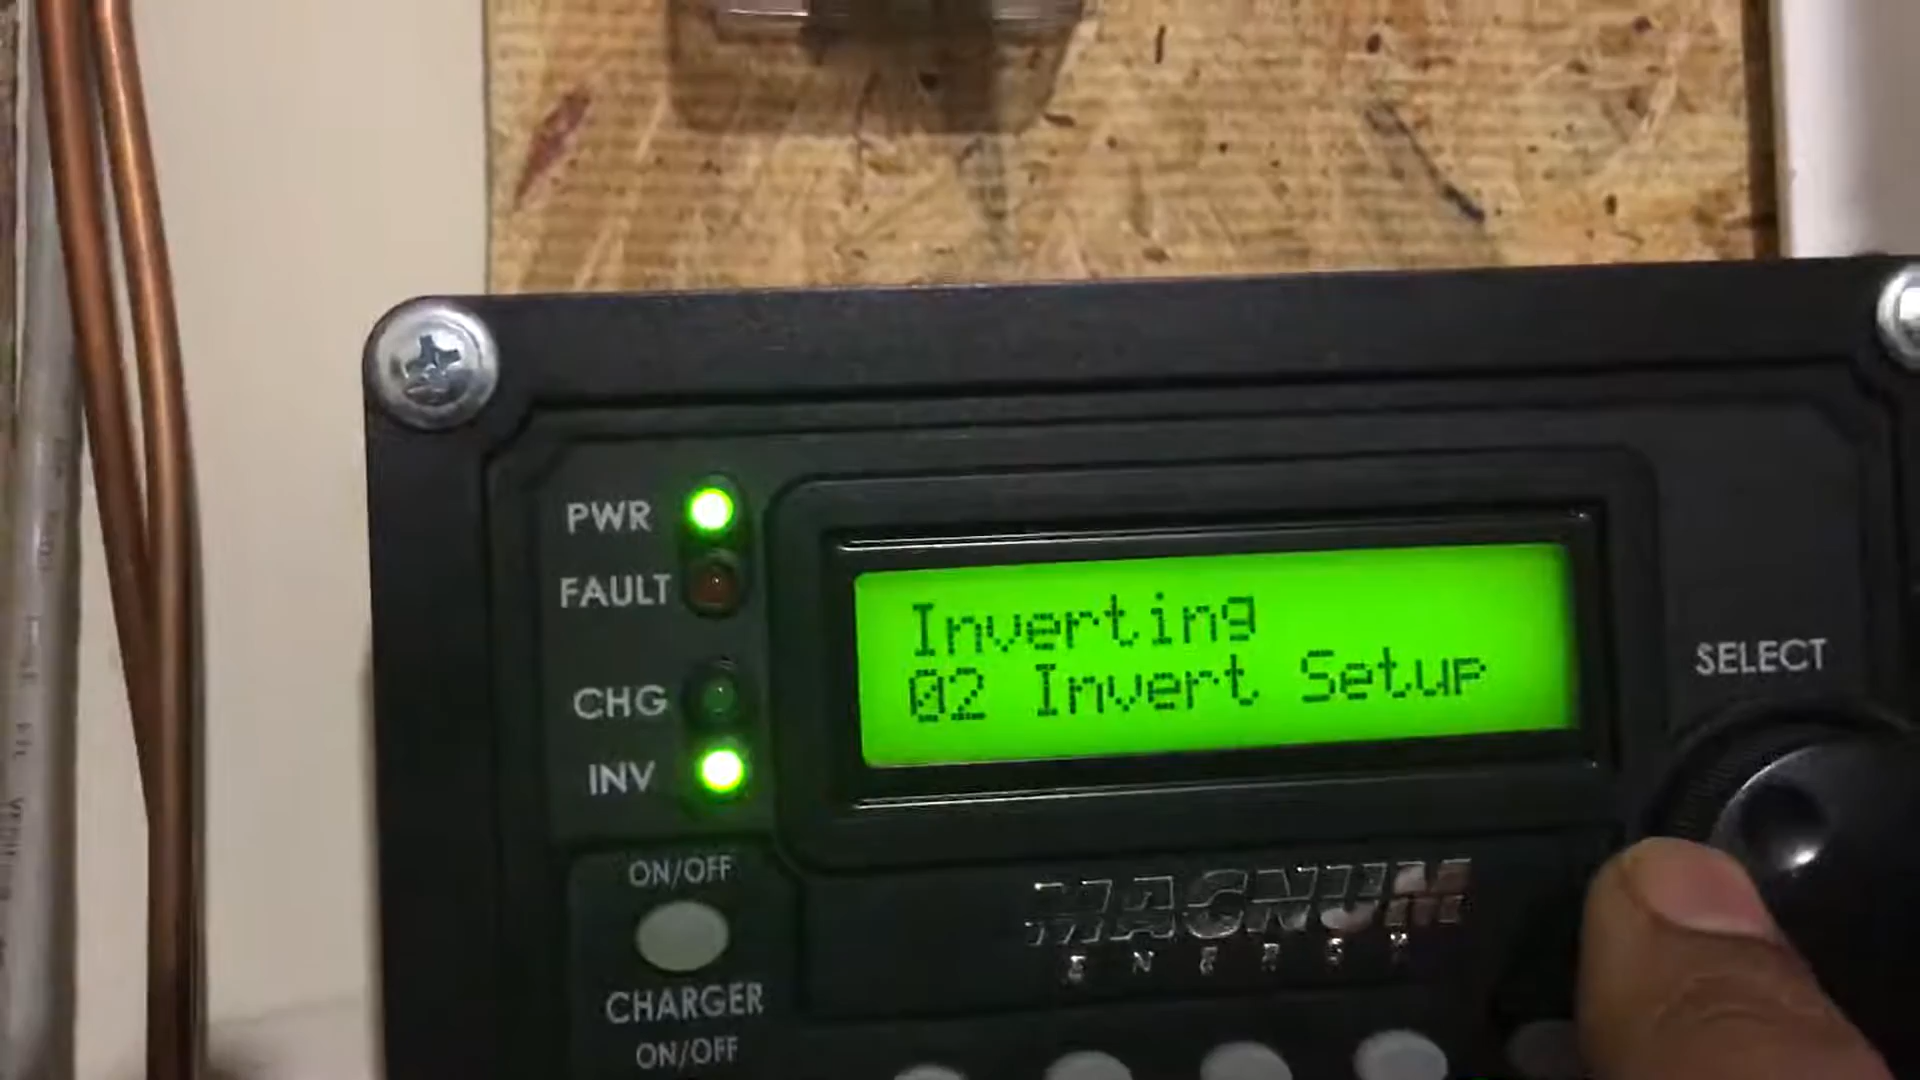 PWR
FAULT
CHG
INV
Inverting
02 Invert Setup
SELECT
ON/OFF
CHARGER
ON/OFF
MAGNUM
ENERGY